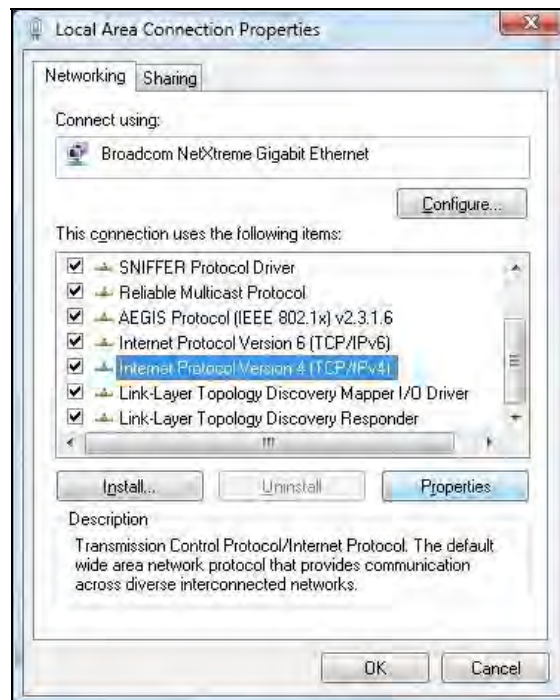 Local Area Connection Properties
Networking
Sharing
Connect using:
Broadcom NetXtreme Gigabit Ethernet
Configure...
This connection uses the following items:
SNIFFER Protocol Driver
Reliable Multicast Protocol
AEGIS Protocol (IEEE 802.1x) v2.3.1.6
Internet Protocol Version 6 (TCP/IPv6)
Internet Protocol Version 4 (TCP/IPv4)
Link-Layer Topology Discovery Mapper I/O Driver
Link-Layer Topology Discovery Responder
Install...
Uninstall
Properties
Description
Transmission Control Protocol/Internet Protocol. The default
wide area network protocol that provides communication
across diverse interconnected networks.
OK
Cancel